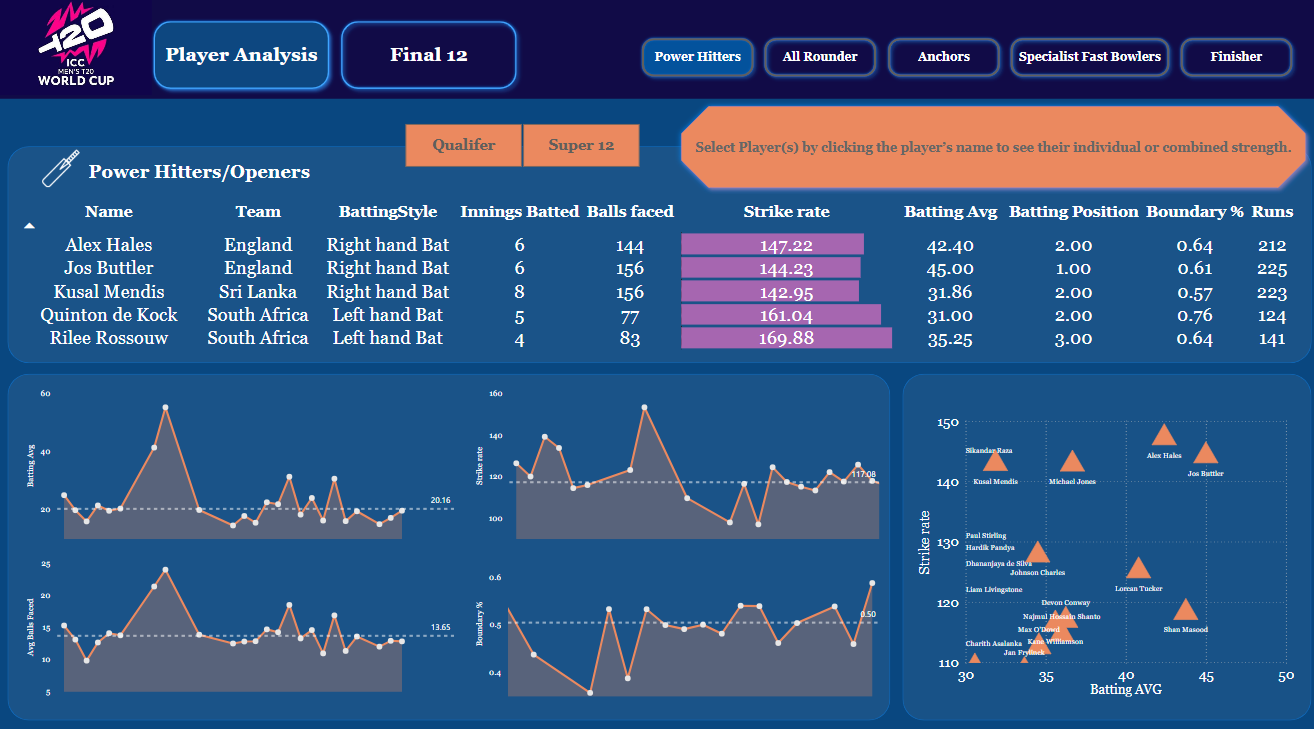 T20
ICC
MEN'S T20
WORLD CUP
Player Analysis
Final 12
Power Hitters
All Rounder
Anchors
Specialist Fast Bowlers
Finisher
Qualifer
Super 12
Select Player(s) by clicking the player's name to see their individual or combined strength.
Power Hitters/Openers
Name Team BattingStyle Innings Batted Balls faced Strike rate Batting Avg Batting Position Boundary % Runs
Alex Hales England Right hand Bat 6 144 147.22 42.40 2.00 0.64 212
Jos Buttler England Right hand Bat 6 156 144.23 45.00 1.00 0.61 225
Kusal Mendis Sri Lanka Right hand Bat 8 156 142.95 31.86 2.00 0.57 223
Quinton de Kock South Africa Left hand Bat 5 77 161.04 31.00 2.00 0.76 124
Rilee Rossouw South Africa Left hand Bat 4 83 169.88 35.25 3.00 0.64 141
Batting Avg
60
40
20
20.16
Strike rate
160
140
120
100
117.08
Avg Balls Faced
25
20
15
10
5
13.65
Boundary %
0.6
0.5
0.4
0.50
Strike rate
150
140
130
120
110
Sikandar Raza
Alex Hales
Jos Buttler
Kusal Mendis
Michael Jones
Paul Stirling
Hardik Pandya
Dhananjaya de Silva
Johnson Charles
Liam Livingstone
Lorcan Tucker
Devon Conway
Najmul Hossain Shanto
Max O'Dowd
Shan Masood
Charith Asalanka
Kane Williamson
Jan Frylinck
30 35 40 45 50
Batting AVG